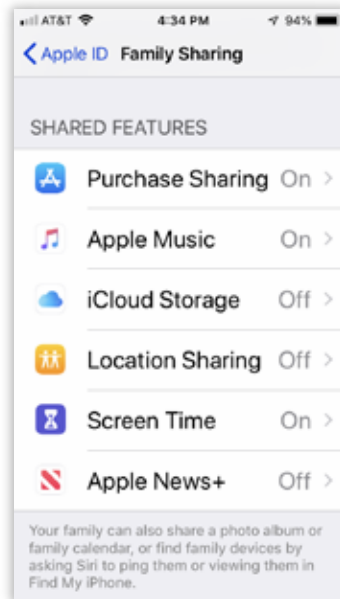 AT&T 4:34 PM 94%
Apple ID Family Sharing
SHARED FEATURES
Purchase Sharing On
Apple Music On
iCloud Storage Off
Location Sharing Off
Screen Time On
Apple News+ Off
Your family can also share a photo album or
family calendar, or find family devices by
asking Siri to ping them or viewing them in
Find My iPhone.